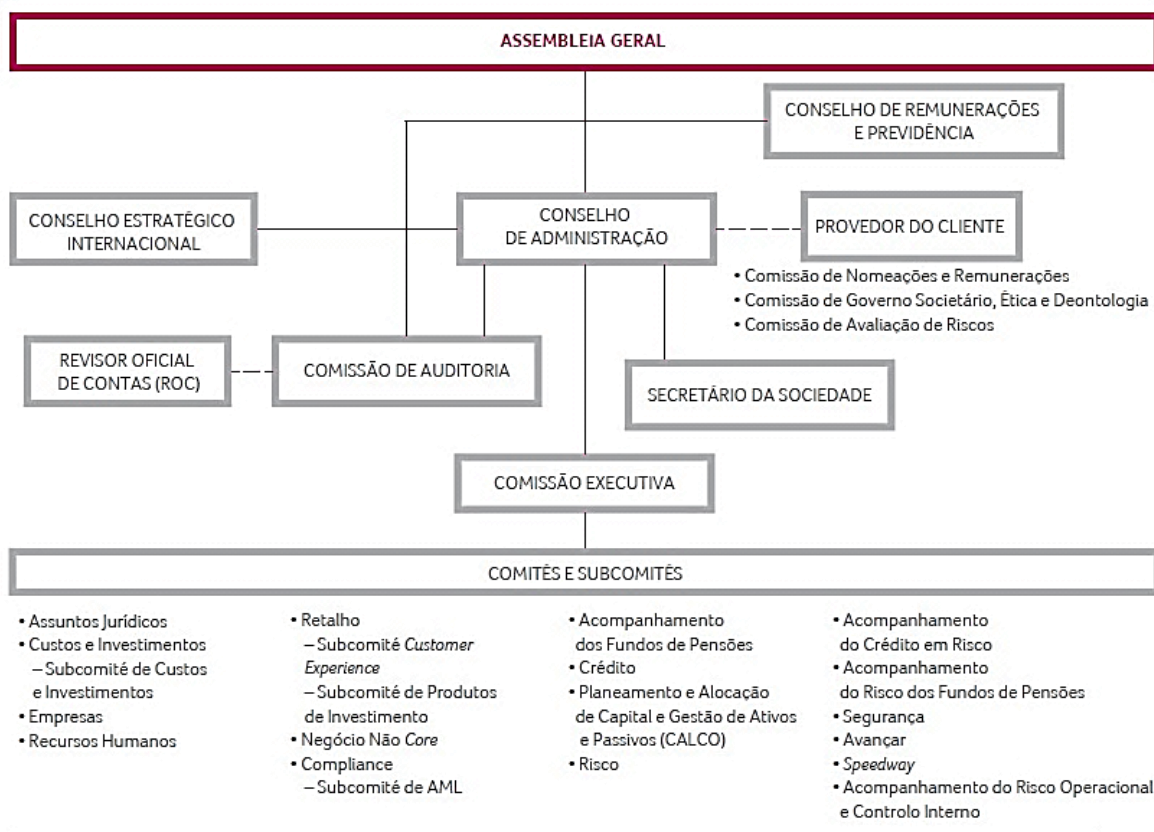 ASSEMBLEIA GERAL
CONSELHO DE REMUNERAÇÕES
E PREVIDÊNCIA
CONSELHO ESTRATÉGICO
INTERNACIONAL
CONSELHO
DE ADMINISTRAÇÃO
PROVEDOR DO CLIENTE
• Comissão de Nomeações e Remunerações
• Comissão de Governo Societário, Ética e Deontologia
• Comissão de Avaliação de Riscos
REVISOR OFICIAL
DE CONTAS (ROC)
COMISSÃO DE AUDITORIA
SECRETÁRIO DA SOCIEDADE
COMISSÃO EXECUTIVA
COMITÉS E SUBCOMITÉS
• Assuntos Jurídicos
• Custos e Investimentos
– Subcomité de Custos
e Investimentos
• Empresas
• Recursos Humanos
• Retalho
– Subcomité Customer
Experience
– Subcomité de Produtos
de Investimento
• Negócio Não Core
• Compliance
– Subcomité de AML
• Acompanhamento
dos Fundos de Pensões
• Crédito
• Planeamento e Alocação
de Capital e Gestão de Ativos
e Passivos (CALCO)
• Risco
• Acompanhamento
do Crédito em Risco
• Acompanhamento
do Risco dos Fundos de Pensões
• Segurança
• Avançar
• Speedway
• Acompanhamento do Risco Operacional
e Controlo Interno